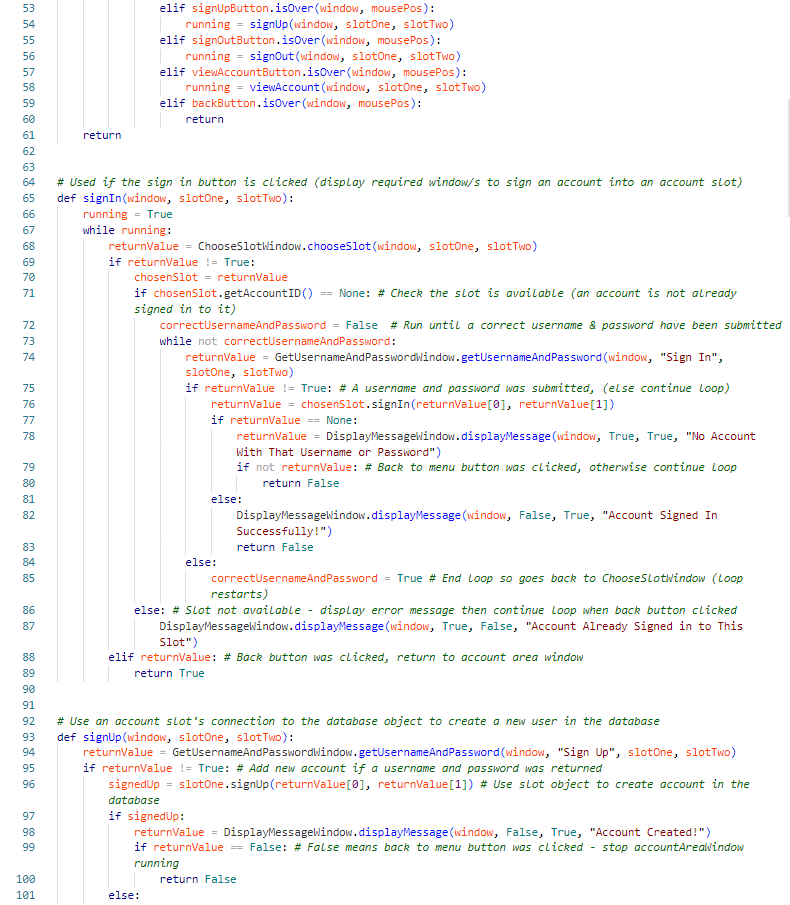 53 elif signUpButton.isOver(window, mousePos):
54 running = signUp(window, slotOne, slotTwo)
55 elif signOutButton.isOver(window, mousePos):
56 running = signOut(window, slotOne, slotTwo)
57 elif viewAccountButton.isOver(window, mousePos):
58 running = viewAccount(window, slotOne, slotTwo)
59 elif backButton.isOver(window, mousePos):
60 return
61 return
62
63
64 # Used if the sign in button is clicked (display required window/s to sign an account into an account slot)
65 def signIn(window, slotOne, slotTwo):
66 running = True
67 while running:
68 returnValue = ChooseSlotWindow.chooseSlot(window, slotOne, slotTwo)
69 if returnValue != True:
70 chosenSlot = returnValue
71 if chosenSlot.getAccountID() == None: # Check the slot is available (an account is not already
signed in to it)
72 correctUsernameAndPassword = False # Run until a correct username & password have been submitted
73 while not correctUsernameAndPassword:
74 returnValue = GetUsernameAndPasswordWindow.getUsernameAndPassword(window, "Sign In",
slotOne, slotTwo)
75 if returnValue != True: # A username and password was submitted, (else continue loop)
76 returnValue = chosenSlot.signIn(returnValue[0], returnValue[1])
77 if returnValue == None:
78 returnValue = DisplayMessageWindow.displayMessage(window, True, True, "No Account
With That Username or Password")
79 if not returnValue: # Back to menu button was clicked, otherwise continue loop
80 return False
81 else:
82 DisplayMessageWindow.displayMessage(window, False, True, "Account Signed In
Successfully!")
83 return False
84 else:
85 correctUsernameAndPassword = True # End loop so goes back to ChooseSlotWindow (loop
restarts)
86 else: # Slot not available - display error message then continue loop when back button clicked
87 DisplayMessageWindow.displayMessage(window, True, False, "Account Already Signed in to This
Slot")
88 elif returnValue: # Back button was clicked, return to account area window
89 return True
90
91
92 # Use an account slot's connection to the database object to create a new user in the database
93 def signUp(window, slotOne, slotTwo):
94 returnValue = GetUsernameAndPasswordWindow.getUsernameAndPassword(window, "Sign Up", slotOne, slotTwo)
95 if returnValue != True: # Add new account if a username and password was returned
96 signedUp = slotOne.signUp(returnValue[0], returnValue[1]) # Use slot object to create account in the
database
97 if signedUp:
98 returnValue = DisplayMessageWindow.displayMessage(window, False, True, "Account Created!")
99 if returnValue == False: # False means back to menu button was clicked - stop accountAreaWindow
running
100 return False
101 else: